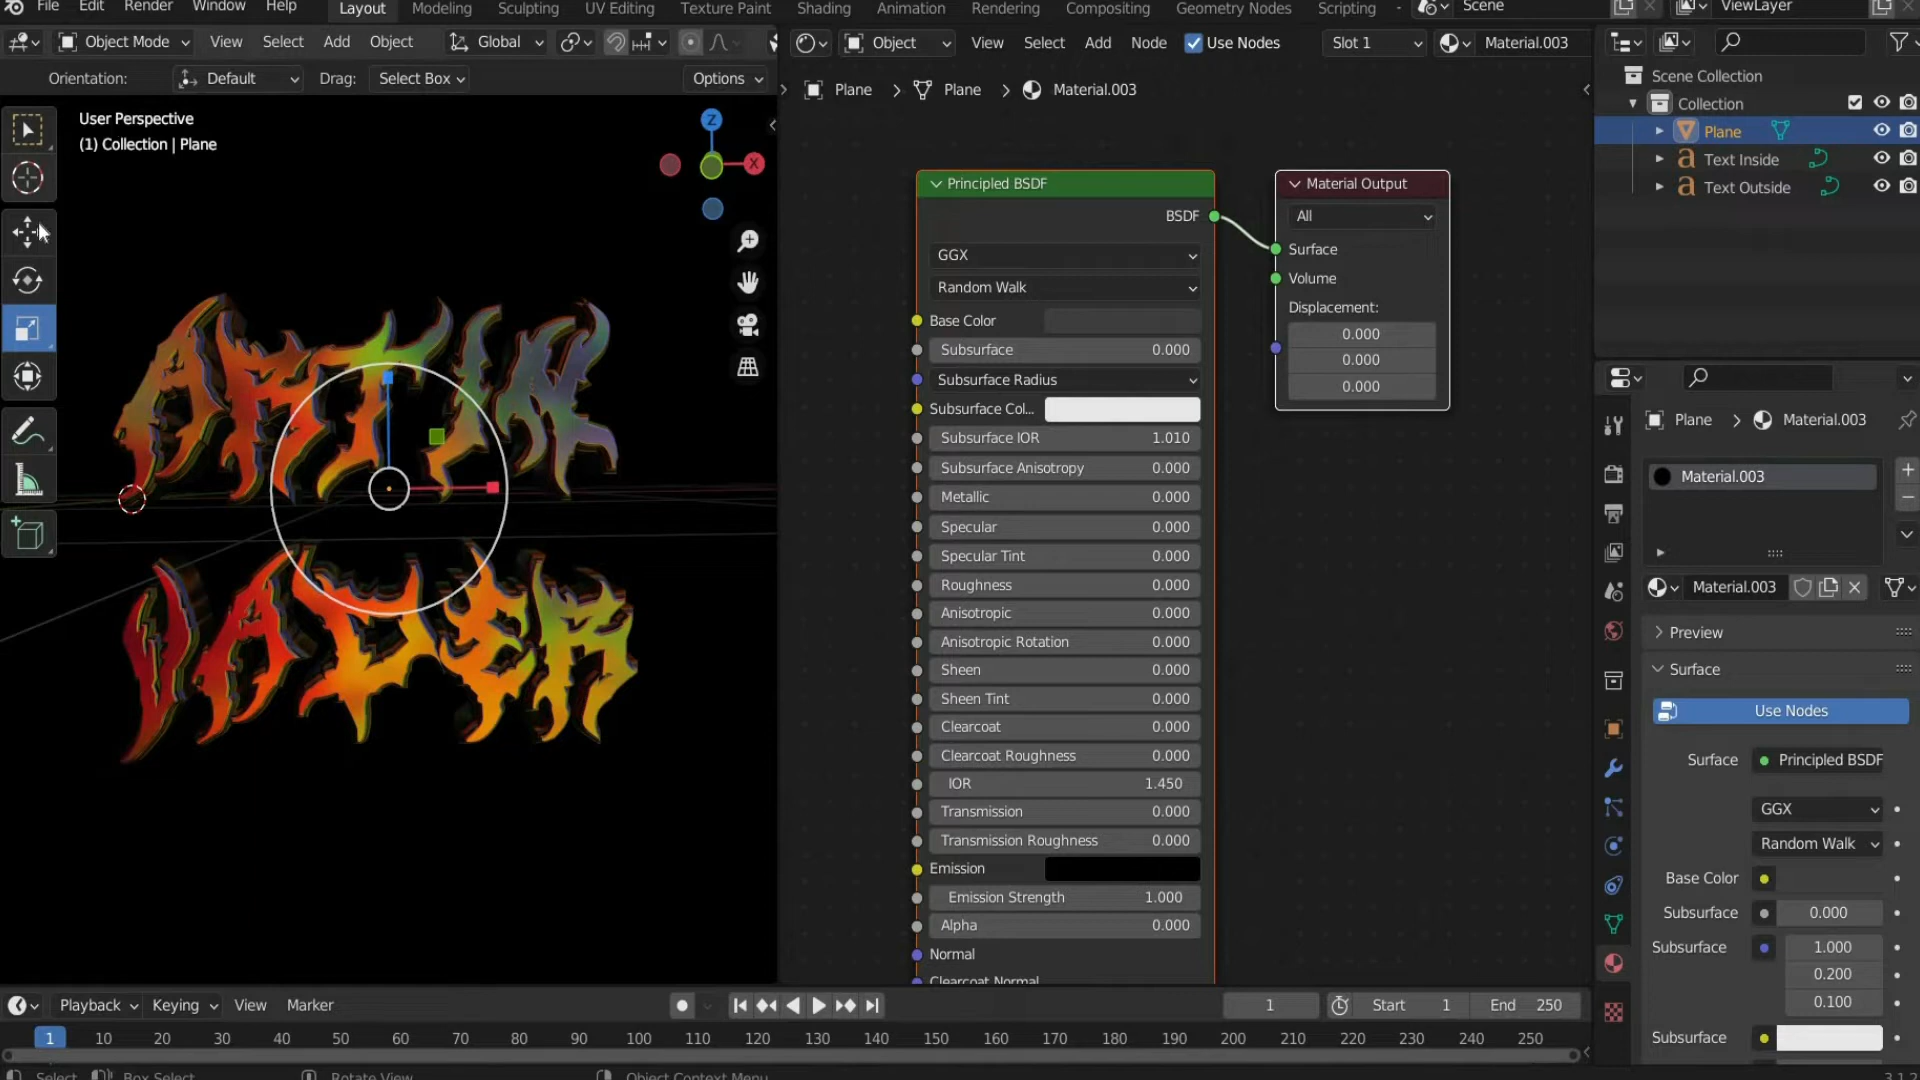 File Edit Render Window Help Layout Modeling Sculpting UV Editing Texture Paint Shading Animation Rendering Compositing Geometry Nodes Scripting Scene ViewLayer
Object Mode View Select Add Object Global
Orientation: Default Drag: Select Box Options
User Perspective
(1) Collection | Plane
Z
X
ARTIK
VADER
Object View Select Add Node Use Nodes Slot 1 Material.003
Plane > Plane > Material.003
Principled BSDF
BSDF
GGX
Random Walk
Base Color
Subsurface 0.000
Subsurface Radius
Subsurface Col...
Subsurface IOR 1.010
Subsurface Anisotropy 0.000
Metallic 0.000
Specular 0.000
Specular Tint 0.000
Roughness 0.000
Anisotropic 0.000
Anisotropic Rotation 0.000
Sheen 0.000
Sheen Tint 0.000
Clearcoat 0.000
Clearcoat Roughness 0.000
IOR 1.450
Transmission 0.000
Transmission Roughness 0.000
Emission
Emission Strength 1.000
Alpha 0.000
Normal
Clearcoat Normal
Material Output
All
Surface
Volume
Displacement:
0.000
0.000
0.000
Scene Collection
Collection
Plane
Text Inside
Text Outside
Plane > Material.003
Material.003
Material.003
Preview
Surface
Use Nodes
Surface Principled BSDF
GGX
Random Walk
Base Color
Subsurface 0.000
Subsurface 1.000
0.200
0.100
Subsurface
Playback Keying View Marker 1 Start 1 End 250
1 10 20 30 40 50 60 70 80 90 100 110 120 130 140 150 160 170 180 190 200 210 220 230 240 250
Select Box Select Rotate View Object Context Menu 3.1.2